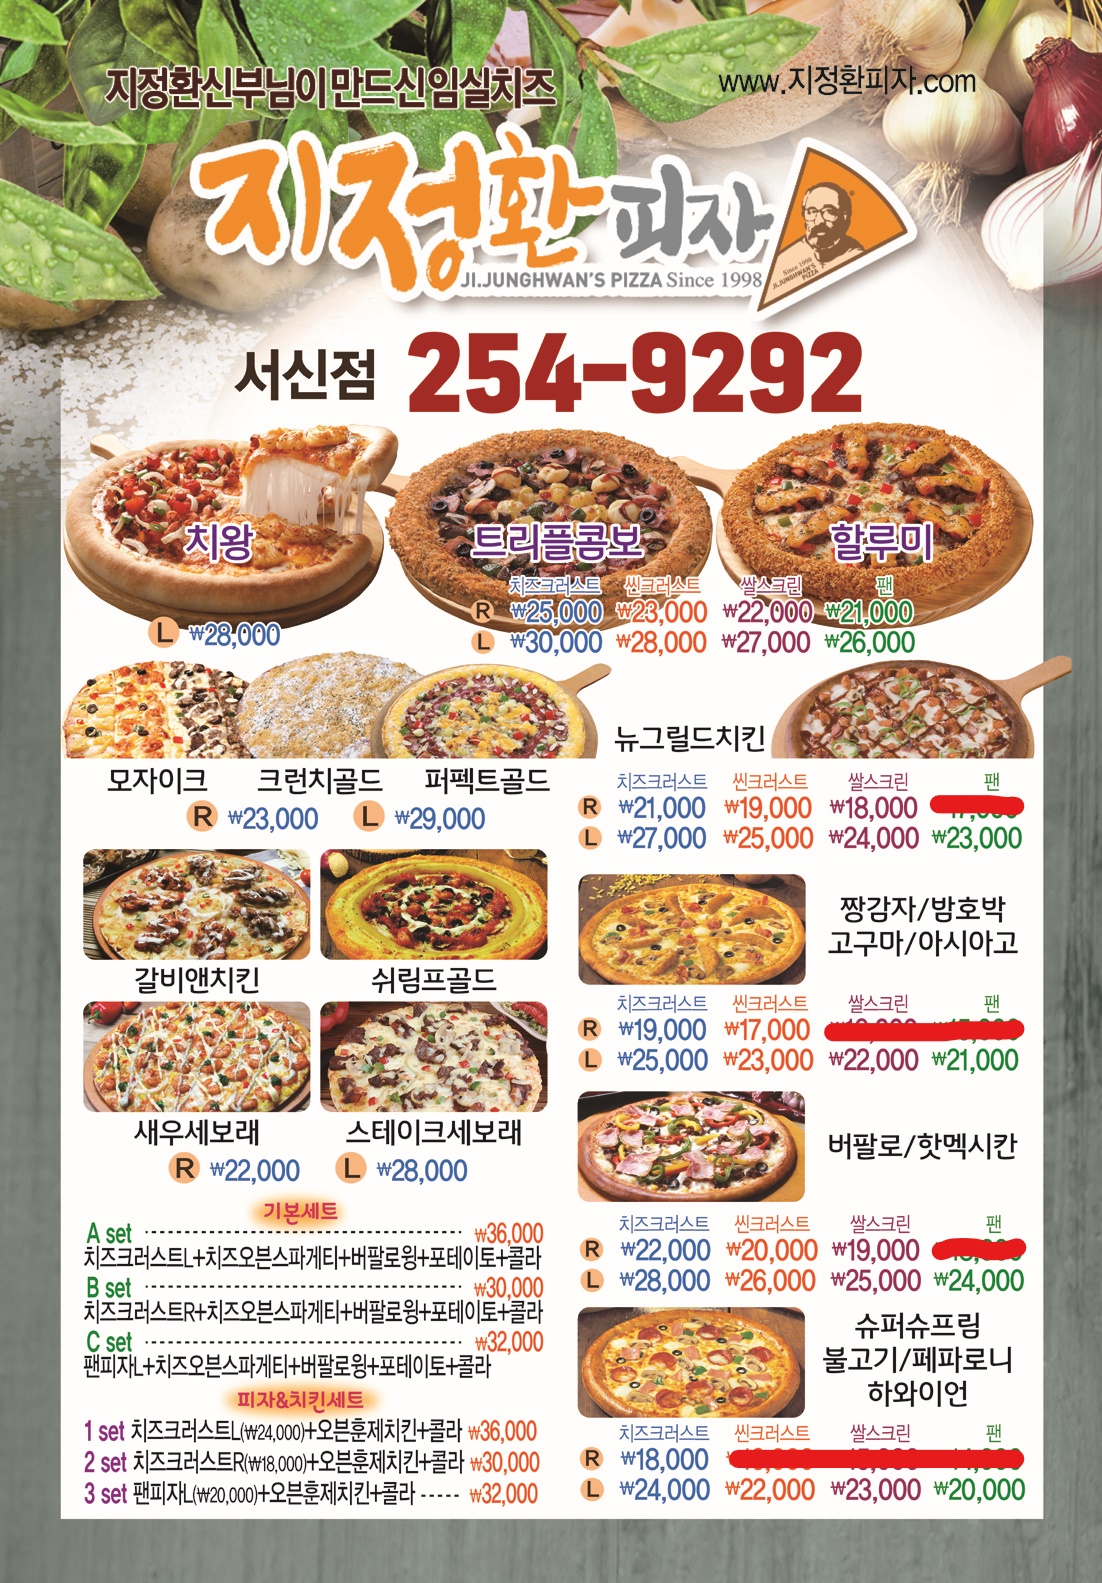 지정환신부님이 만드신 임실치즈
www.지정환피자.com
지정환 피자
JI.JUNGHWAN'S PIZZA Since 1998
Since 1998
JI.JUNGHWAN'S
PIZZA
서신점 254-9292
치왕
L ₩28,000
트리플콤보 할루미
치즈크러스트 씬크러스트 쌀스크린 팬
R ₩25,000 ₩23,000 ₩22,000 ₩21,000
L ₩30,000 ₩28,000 ₩27,000 ₩26,000
모자이크 크런치골드 퍼펙트골드
R ₩23,000 L ₩29,000
뉴그릴드치킨
치즈크러스트 씬크러스트 쌀스크린 팬
R ₩21,000 ₩19,000 ₩18,000
L ₩27,000 ₩25,000 ₩24,000 ₩23,000
갈비앤치킨 쉬림프골드
새우세보래 스테이크세보래
R ₩22,000 L ₩28,000
짱감자/밤호박
고구마/아시아고
치즈크러스트 씬크러스트 쌀스크린 팬
R ₩19,000 ₩17,000
L ₩25,000 ₩23,000 ₩22,000 ₩21,000
버팔로/핫멕시칸
치즈크러스트 씬크러스트 쌀스크린 팬
R ₩22,000 ₩20,000 ₩19,000
L ₩28,000 ₩26,000 ₩25,000 ₩24,000
슈퍼슈프림
불고기/페파로니
하와이언
치즈크러스트 씬크러스트 쌀스크린 팬
R ₩18,000
L ₩24,000 ₩22,000 ₩23,000 ₩20,000
기본세트
A set ₩36,000
치즈크러스트L+치즈오븐스파게티+버팔로윙+포테이토+콜라
B set ₩30,000
치즈크러스트R+치즈오븐스파게티+버팔로윙+포테이토+콜라
C set ₩32,000
팬피자L+치즈오븐스파게티+버팔로윙+포테이토+콜라
피자&치킨세트
1 set 치즈크러스트L(₩24,000)+오븐훈제치킨+콜라 ₩36,000
2 set 치즈크러스트R(₩18,000)+오븐훈제치킨+콜라 ₩30,000
3 set 팬피자L(₩20,000)+오븐훈제치킨+콜라 ----- ₩32,000